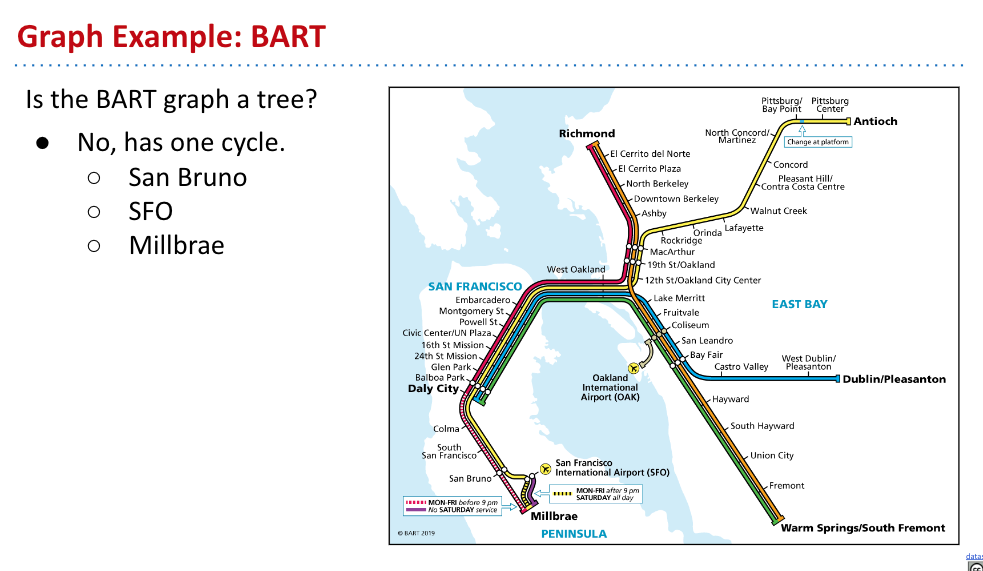 Graph Example: BART
Is the BART graph a tree?
● No, has one cycle.
○ San Bruno
○ SFO
○ Millbrae
Pittsburg/
Bay Point
Pittsburg
Center
Antioch
Change at platform
North Concord/
Martinez
Concord
Pleasant Hill/
Contra Costa Centre
Walnut Creek
Lafayette
Orinda
Rockridge
Richmond
El Cerrito del Norte
El Cerrito Plaza
North Berkeley
Downtown Berkeley
Ashby
MacArthur
19th St/Oakland
12th St/Oakland City Center
West Oakland
SAN FRANCISCO
Embarcadero
Montgomery St
Powell St
Civic Center/UN Plaza
16th St Mission
24th St Mission
Glen Park
Balboa Park
Daly City
EAST BAY
Lake Merritt
Fruitvale
Coliseum
San Leandro
Bay Fair
Castro Valley
West Dublin/
Pleasanton
Dublin/Pleasanton
Oakland
International
Airport (OAK)
Hayward
South Hayward
Union City
Fremont
Warm Springs/South Fremont
Colma
South
San Francisco
San Bruno
San Francisco
International Airport (SFO)
MON-FRI after 9 pm
SATURDAY all day
MON-FRI before 9 pm
No SATURDAY service
Millbrae
PENINSULA
© BART 2019